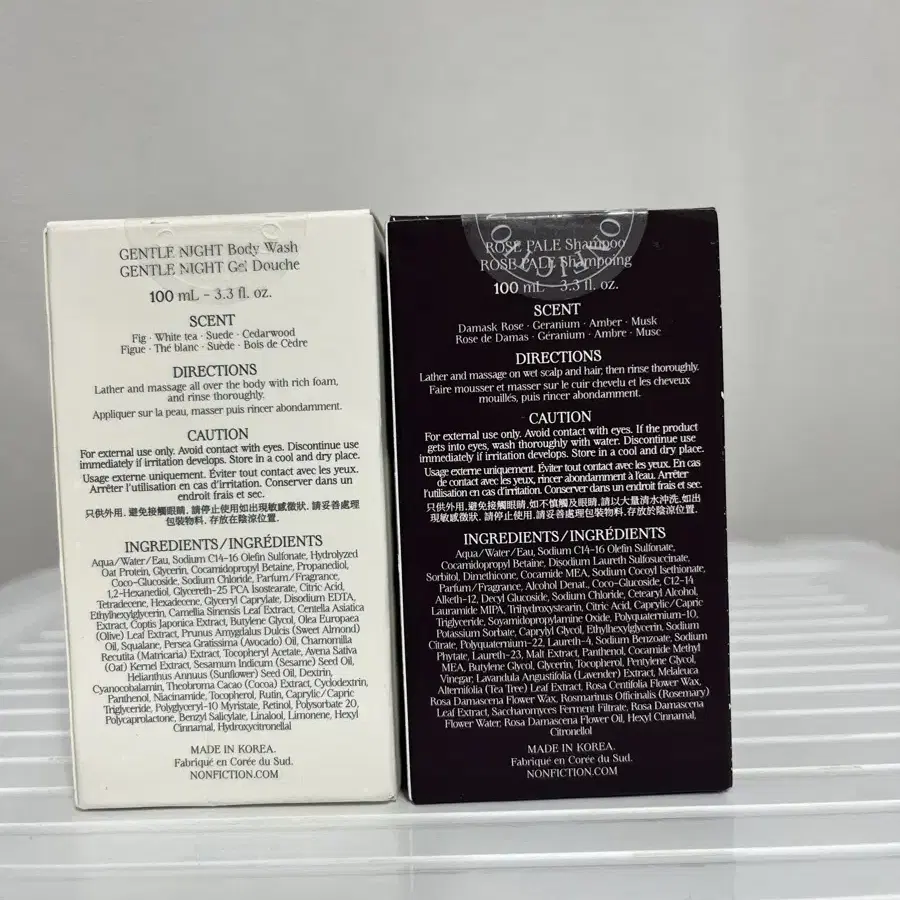 GENTLE NIGHT Body Wash
GENTLE NIGHT Gel Douche
100 mL - 3.3 fl. oz.
SCENT
Fig · White tea · Suede · Cedarwood
Figue · Thé blanc · Suède · Bois de Cèdre
DIRECTIONS
Lather and massage all over the body with rich foam,
and rinse thoroughly.
Appliquer sur la peau, masser puis rincer abondamment.
CAUTION
For external use only. Avoid contact with eyes. Discontinue use
immediately if irritation develops. Store in a cool and dry place.
Usage externe uniquement. Éviter tout contact avec les yeux.
Arrêter l'utilisation en cas d'irritation. Conserver dans un
endroit frais et sec.
只供外用, 避免接觸眼睛, 請停止使用如出現敏感徵狀, 請妥善處理
包裝物料, 存放在陰涼位置.
INGREDIENTS/INGRÉDIENTS
Aqua/Water/Eau, Sodium C14-16 Olefin Sulfonate, Hydrolyzed
Oat Protein, Glycerin, Cocamidopropyl Betaine, Propanediol,
Coco-Glucoside, Sodium Chloride, Parfum/Fragrance,
1,2-Hexanediol, Glycereth-25 PCA Isostearate, Citric Acid,
Tetradecene, Hexadecene, Glyceryl Caprylate, Disodium EDTA,
Ethylhexylglycerin, Camellia Sinensis Leaf Extract, Centella Asiatica
Extract, Coptis Japonica Extract, Butylene Glycol, Olea Europaea
(Olive) Leaf Extract, Prunus Amygdalus Dulcis (Sweet Almond)
Oil, Squalane, Persea Gratissima (Avocado) Oil, Chamomilla
Recutita (Matricaria) Extract, Tocopheryl Acetate, Avena Sativa
(Oat) Kernel Extract, Sesamum Indicum (Sesame) Seed Oil,
Helianthus Annuus (Sunflower) Seed Oil, Dextrin,
Cyanocobalamin, Theobroma Cacao (Cocoa) Extract, Cyclodextrin,
Panthenol, Niacinamide, Tocopherol, Rutin, Caprylic/Capric
Triglyceride, Polyglyceryl-10 Myristate, Retinol, Polysorbate 20,
Polycaprolactone, Benzyl Salicylate, Linalool, Limonene, Hexyl
Cinnamal, Hydroxycitronellal
MADE IN KOREA.
Fabriqué en Corée du Sud.
NONFICTION.COM
ROSE PALE Shampoo
ROSE PALE Shampoing
100 mL - 3.3 fl. oz.
SCENT
Damask Rose · Geranium · Amber · Musk
Rose de Damas · Géranium · Ambre · Musc
DIRECTIONS
Lather and massage on wet scalp and hair, then rinse thoroughly.
Faire mousser et masser sur le cuir chevelu et les cheveux
mouillés, puis rincer abondamment.
CAUTION
For external use only. Avoid contact with eyes. If the product
gets into eyes, wash thoroughly with water. Discontinue use
immediately if irritation develops. Store in a cool and dry place.
Usage externe uniquement. Éviter tout contact avec les yeux. En cas
de contact avec les yeux, rincer abondamment à l'eau. Arrêter
l'utilisation en cas d'irritation. Conserver dans un endroit frais et sec.
只供外用, 避免接觸眼睛, 如不慎觸及眼睛, 請以大量清水沖洗, 如出
現敏感徵狀, 請停止使用, 請妥善處理包裝物料, 存放於陰涼位置.
INGREDIENTS/INGRÉDIENTS
Aqua/Water/Eau, Sodium C14-16 Olefin Sulfonate,
Cocamidopropyl Betaine, Disodium Laureth Sulfosuccinate,
Sorbitol, Dimethicone, Cocamide MEA, Sodium Cocoyl Isethionate,
Parfum/Fragrance, Alcohol Denat., Coco-Glucoside, C12-14
Alketh-12, Decyl Glucoside, Sodium Chloride, Cetearyl Alcohol,
Lauramide MIPA, Trihydroxystearin, Citric Acid, Caprylic/Capric
Triglyceride, Soyamidopropylamine Oxide, Polyquaternium-10,
Potassium Sorbate, Caprylyl Glycol, Ethylhexylglycerin, Sodium
Citrate, Polyquaternium-22, Laureth-4, Sodium Benzoate, Sodium
Phytate, Laureth-23, Malt Extract, Panthenol, Cocamide Methyl
MEA, Butylene Glycol, Glycerin, Tocopherol, Pentylene Glycol,
Vinegar, Lavandula Angustifolia (Lavender) Extract, Melaleuca
Alternifolia (Tea Tree) Leaf Extract, Rosa Centifolia Flower Wax,
Rosa Damascena Flower Wax, Rosmarinus Officinalis (Rosemary)
Leaf Extract, Saccharomyces Ferment Filtrate, Rosa Damascena
Flower Water, Rosa Damascena Flower Oil, Hexyl Cinnamal,
Citronellol
MADE IN KOREA.
Fabriqué en Corée du Sud.
NONFICTION.COM